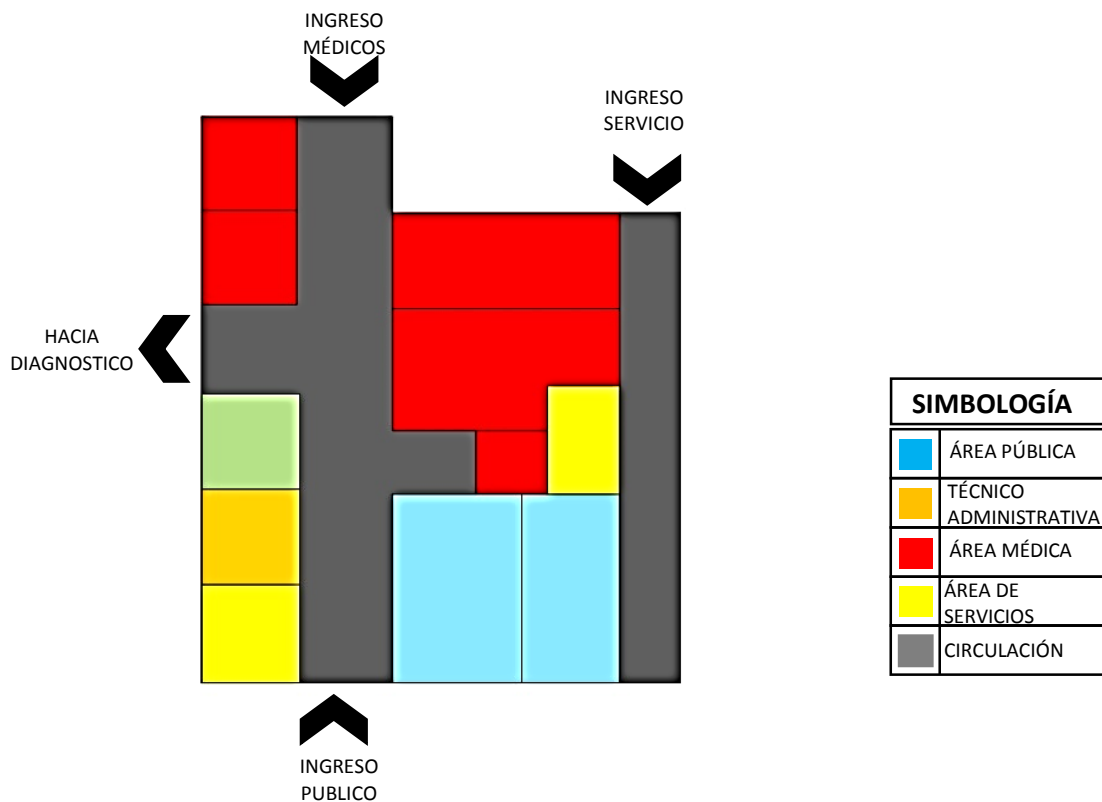 INGRESO
MÉDICOS
INGRESO
SERVICIO
HACIA
DIAGNOSTICO
INGRESO
PUBLICO
SIMBOLOGÍA
ÁREA PÚBLICA
TÉCNICO
ADMINISTRATIVA
ÁREA MÉDICA
ÁREA DE
SERVICIOS
CIRCULACIÓN